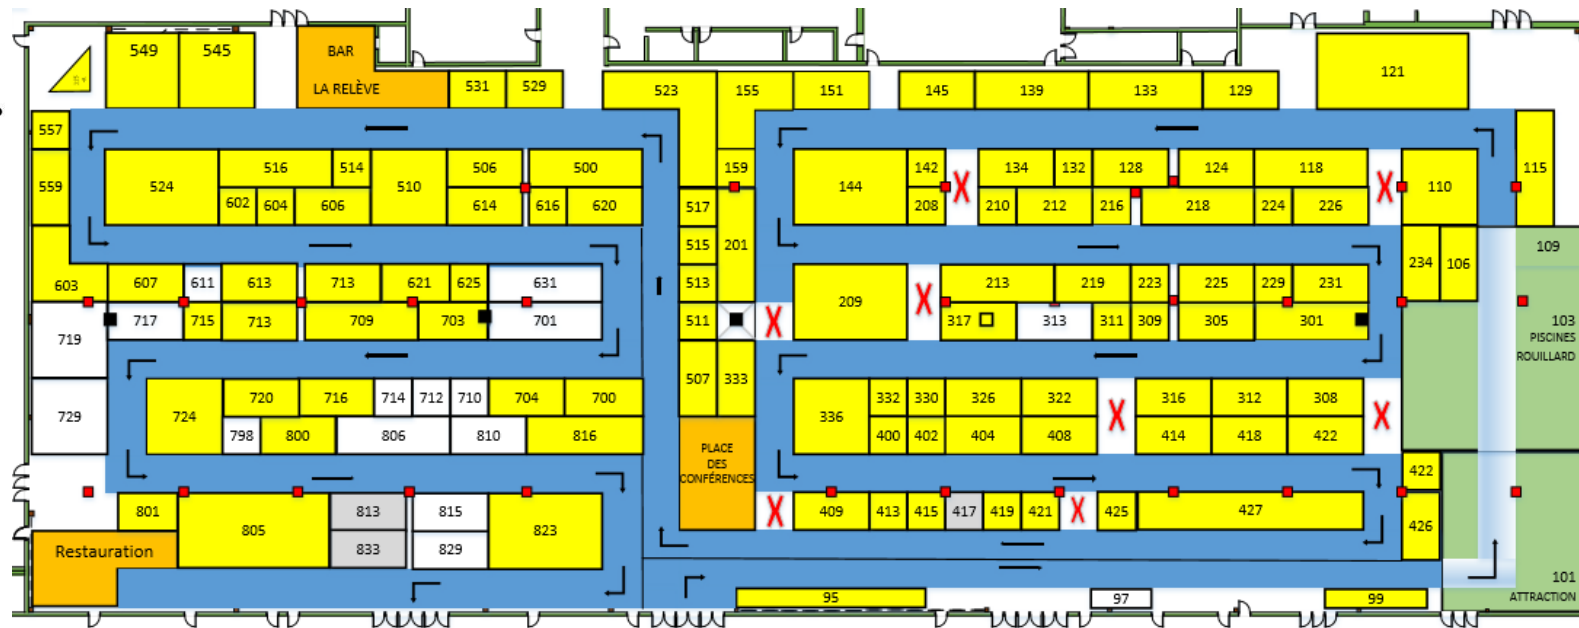 549 545 BAR
LA RELÈVE 531 529 523 155 151 145 139 133 129 121
557
559 524 516 514 510 506 500 159 144 142 134 132 128 124 118 110 115
602 604 606 614 616 620 517 208 210 212 216 218 224 226
515 201 234 106 109
603 607 611 613 713 621 625 631 513 209 213 219 223 225 229 231
719 717 715 713 709 703 701 511 317 313 311 309 305 301 103
PISCINES
ROUILLARD
729 724 720 716 714 712 710 704 700 507 333 336 332 330 326 322 316 312 308
798 800 806 810 816 400 402 404 408 414 418 422
PLACE
DES
CONFÉRENCES
422
801 805 813 815 823 409 413 415 417 419 421 425 427 426
Restauration 833 829
101
95 97 99 ATTRACTION